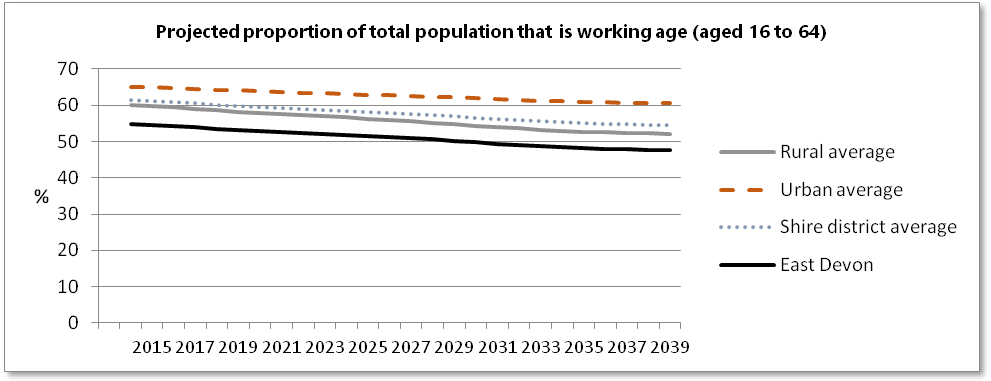 Projected proportion of total population that is working age (aged 16 to 64)
70
60
50
40
30
20
10
0
%
2015 2017 2019 2021 2023 2025 2027 2029 2031 2033 2035 2037 2039
Rural average
Urban average
Shire district average
East Devon